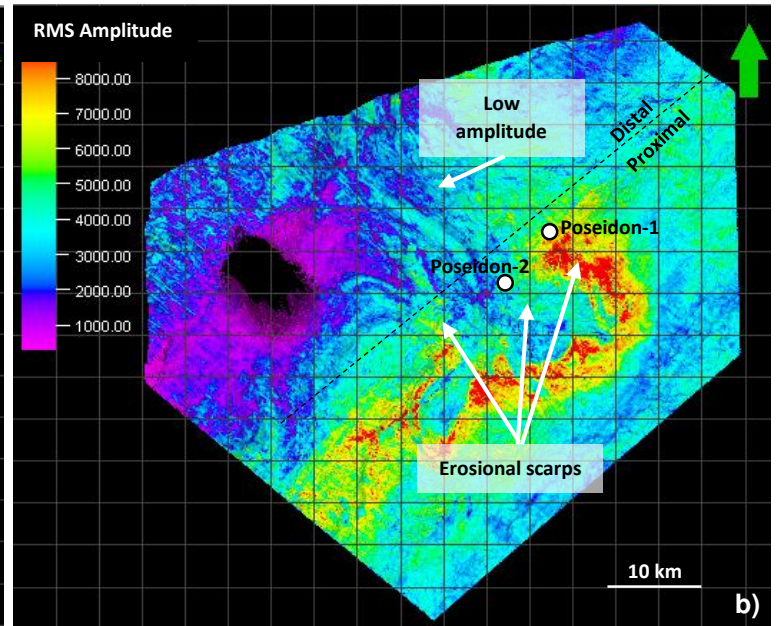 RMS Amplitude
8000.00
7000.00
6000.00
5000.00
4000.00
3000.00
2000.00
1000.00
Low
amplitude
Distal
Proximal
Poseidon-1
Poseidon-2
Erosional scarps
10 km
b)